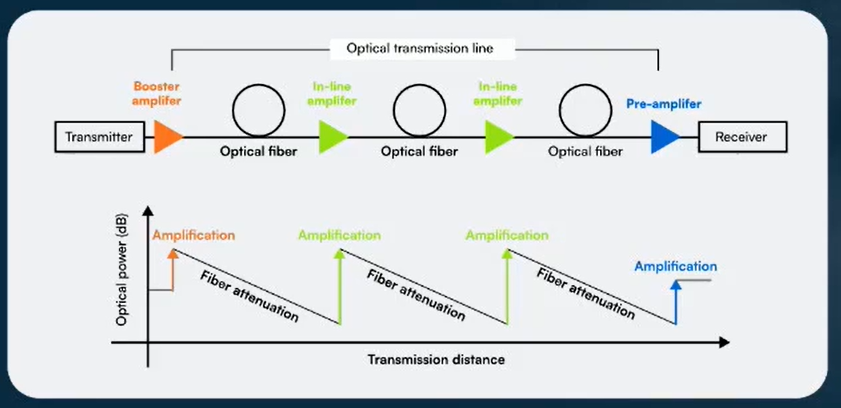 Optical transmission line
Booster
amplifer
In-line
amplifer
In-line
amplifer
Pre-amplifer
Transmitter
Receiver
Optical fiber
Optical fiber
Optical fiber
Optical power (dB)
Amplification
Amplification
Amplification
Amplification
Fiber attenuation
Fiber attenuation
Fiber attenuation
Transmission distance